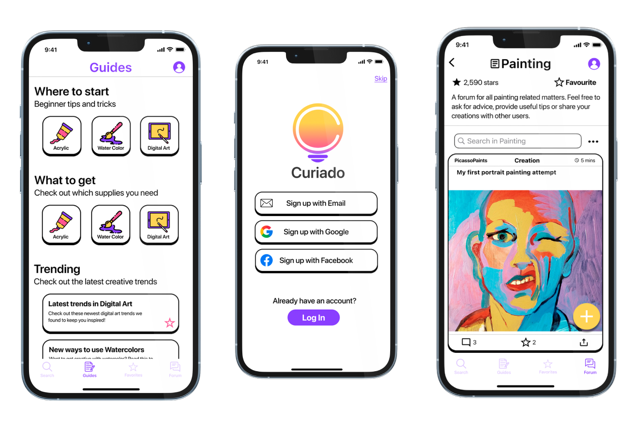 9:41
Guides
Where to start
Beginner tips and tricks
Acrylic
Water Color
Digital Art
What to get
Check out which supplies you need
Acrylic
Water Color
Digital Art
Trending
Check out the latest creative trends
Latest trends in Digital Art
Check out these newest digital art trends we
found to keep you inspired!
New ways to use Watercolors
Search
Guides
Favourites
Forum
9:41
Skip
Curiado
Sign up with Email
Sign up with Google
Sign up with Facebook
Already have an account?
Log In
9:41
Painting
2,590 stars
Favourite
A forum for all painting related matters. Feel free to
ask for advice, provide useful tips or share your
creations with other users.
Search in Painting
PicassoPaints
Creation
5 mins
My first portrait painting attempt
3
2
Search
Guides
Favourites
Forum